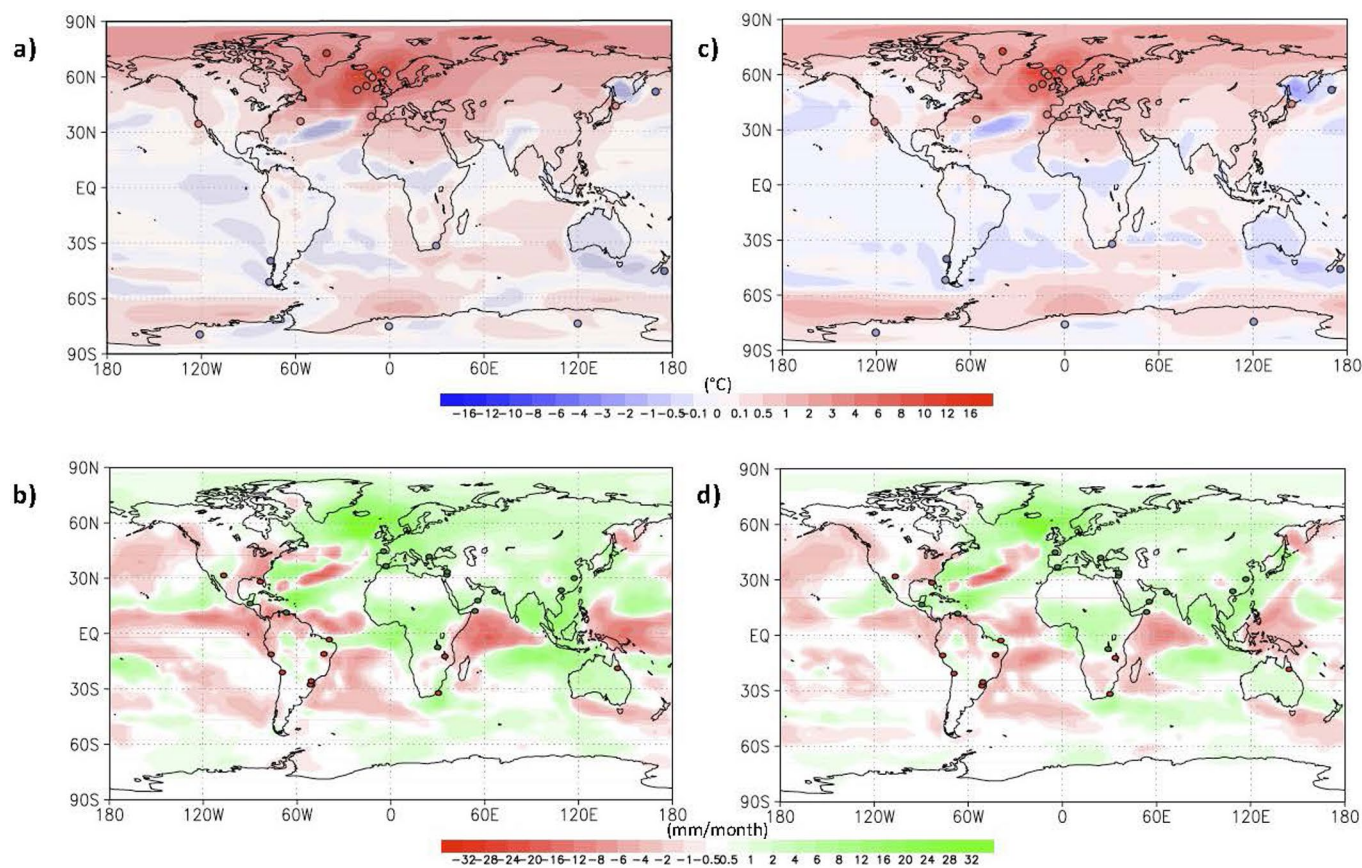 a)
90N
60N
30N
EQ
30S
60S
90S
180 120W 60W 0 60E 120E 180
c)
90N
60N
30N
EQ
30S
60S
90S
180 120W 60W 0 60E 120E 180
(°C)
-16-12-10 -8 -6 -4 -3 -2 -1-0.5-0.1 0 0.1 0.5 1 2 3 4 6 8 10 12 16
b)
90N
60N
30N
EQ
30S
60S
90S
180 120W 60W 0 60E 120E 180
d)
90N
60N
30N
EQ
30S
60S
90S
180 120W 60W 0 60E 120E 180
(mm/month)
-32-28-24-20-16-12 -8 -6 -4 -2 -1-0.50.5 1 2 4 6 8 12 16 20 24 28 32